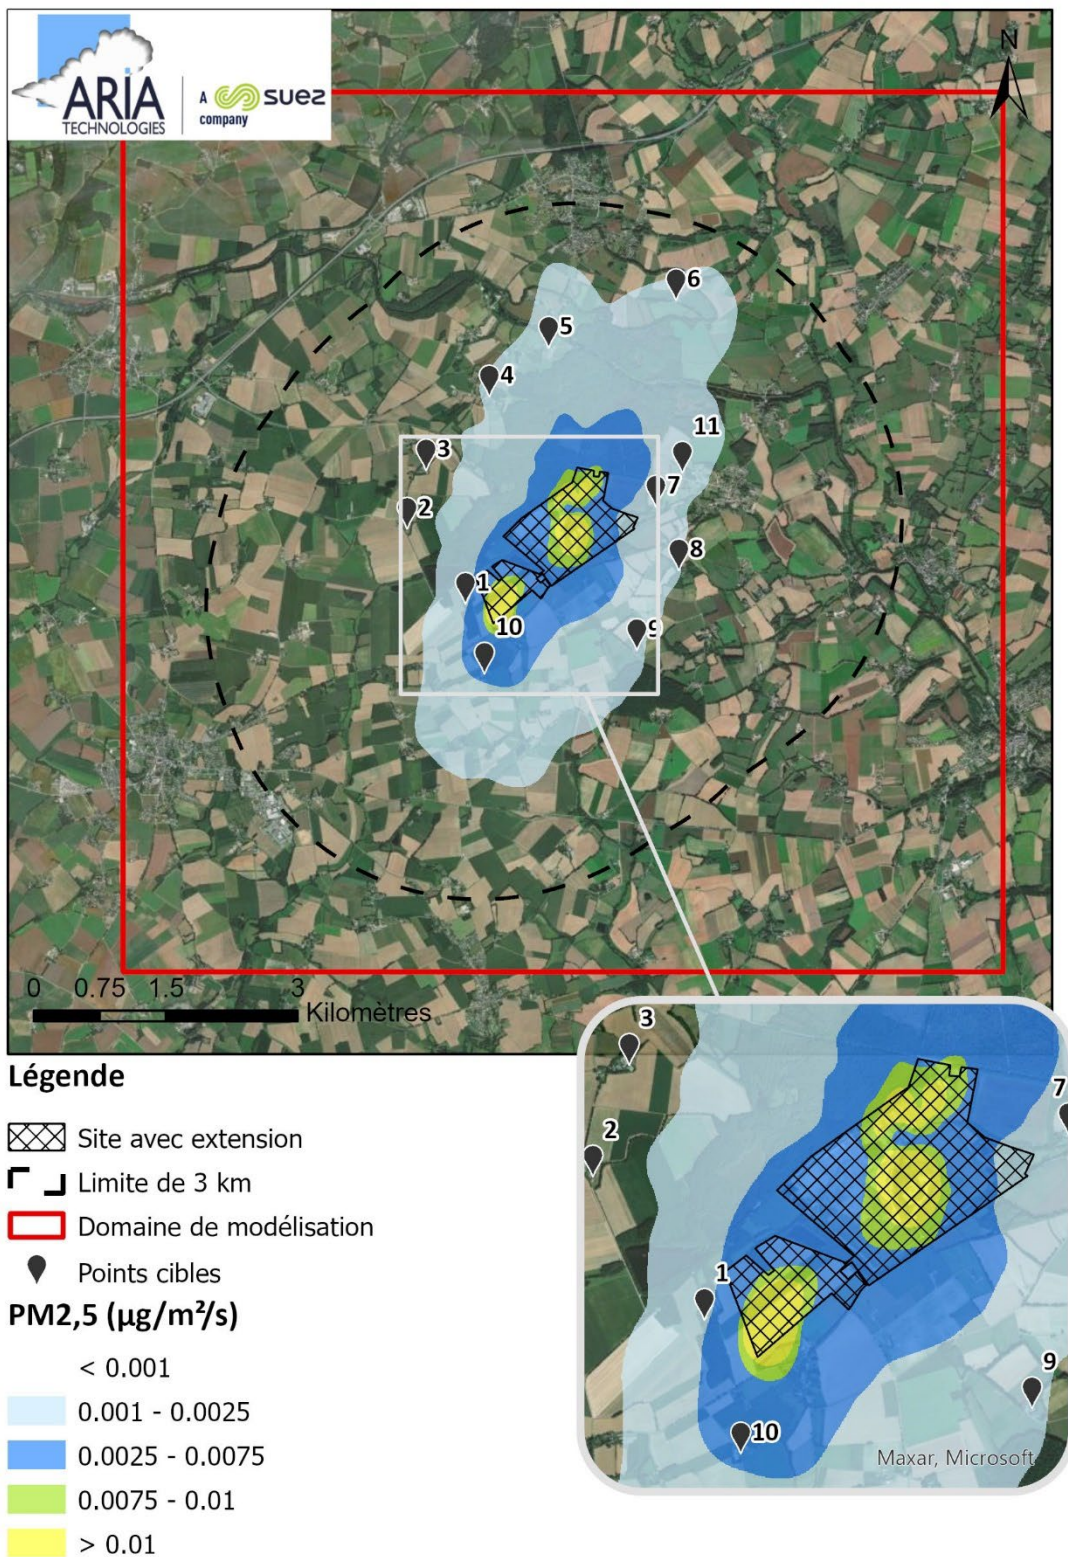 ARIA
TECHNOLOGIES
A suez
company
N
6
5
4
11
3
7
2
8
1
9
10
0 0.75 1.5 3
Kilomètres
Légende
Site avec extension
Limite de 3 km
Domaine de modélisation
Points cibles
PM2,5 (µg/m²/s)
< 0.001
0.001 - 0.0025
0.0025 - 0.0075
0.0075 - 0.01
> 0.01
3
7
2
1
9
10
Maxar, Microsoft